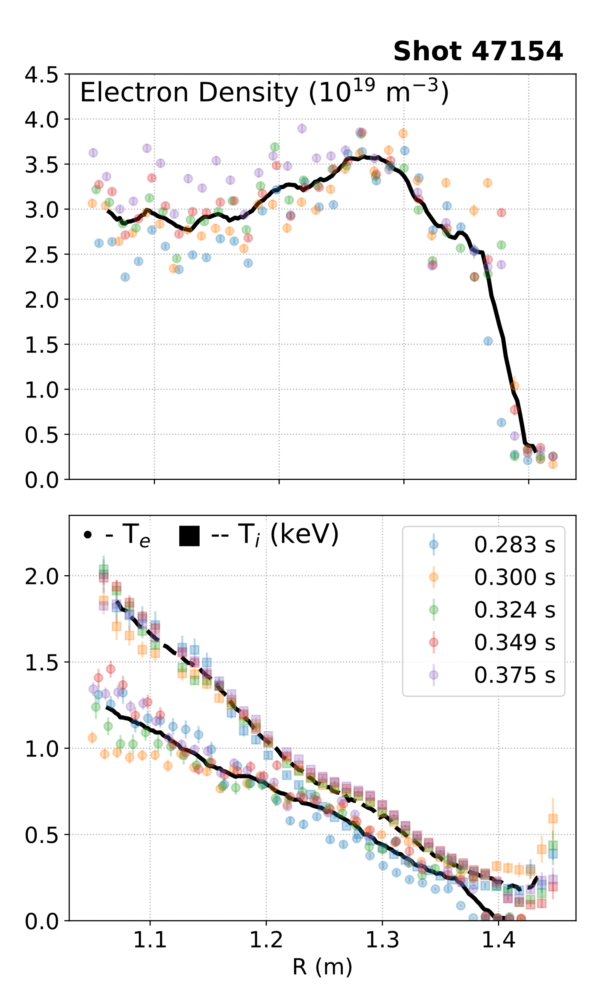 Shot 47154
Electron Density (10¹⁹ m⁻³)
4.5
4.0
3.5
3.0
2.5
2.0
1.5
1.0
0.5
0.0
• - Tₑ ■ -- Tᵢ (keV)
0.283 s
0.300 s
0.324 s
0.349 s
0.375 s
2.0
1.5
1.0
0.5
0.0
1.1 1.2 1.3 1.4
R (m)